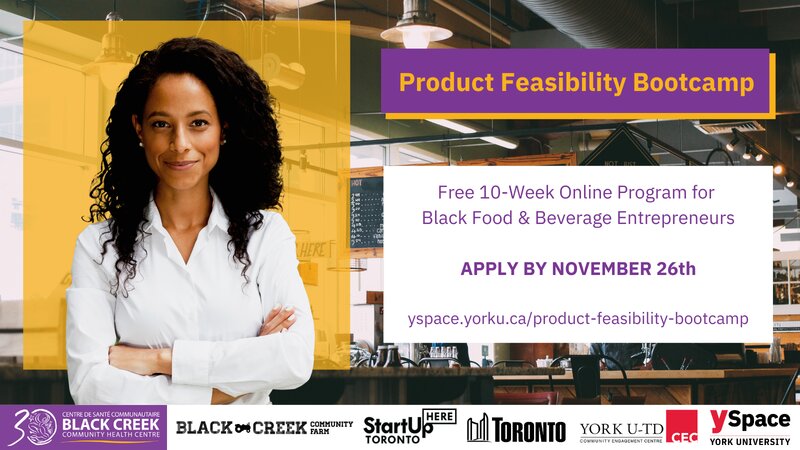 Product Feasibility Bootcamp
Free 10-Week Online Program for
Black Food & Beverage Entrepreneurs
APPLY BY NOVEMBER 26th
yspace.yorku.ca/product-feasibility-bootcamp
HERE
NOT
30
CENTRE DE SANTÉ COMMUNAUTAIRE
BLACK CREEK
COMMUNITY HEALTH CENTRE
BLACK CREEK COMMUNITY FARM
StartUp HERE
TORONTO
TORONTO
YORK U-TD
COMMUNITY ENGAGEMENT CENTRE
CEC
YSpace
YORK UNIVERSITY